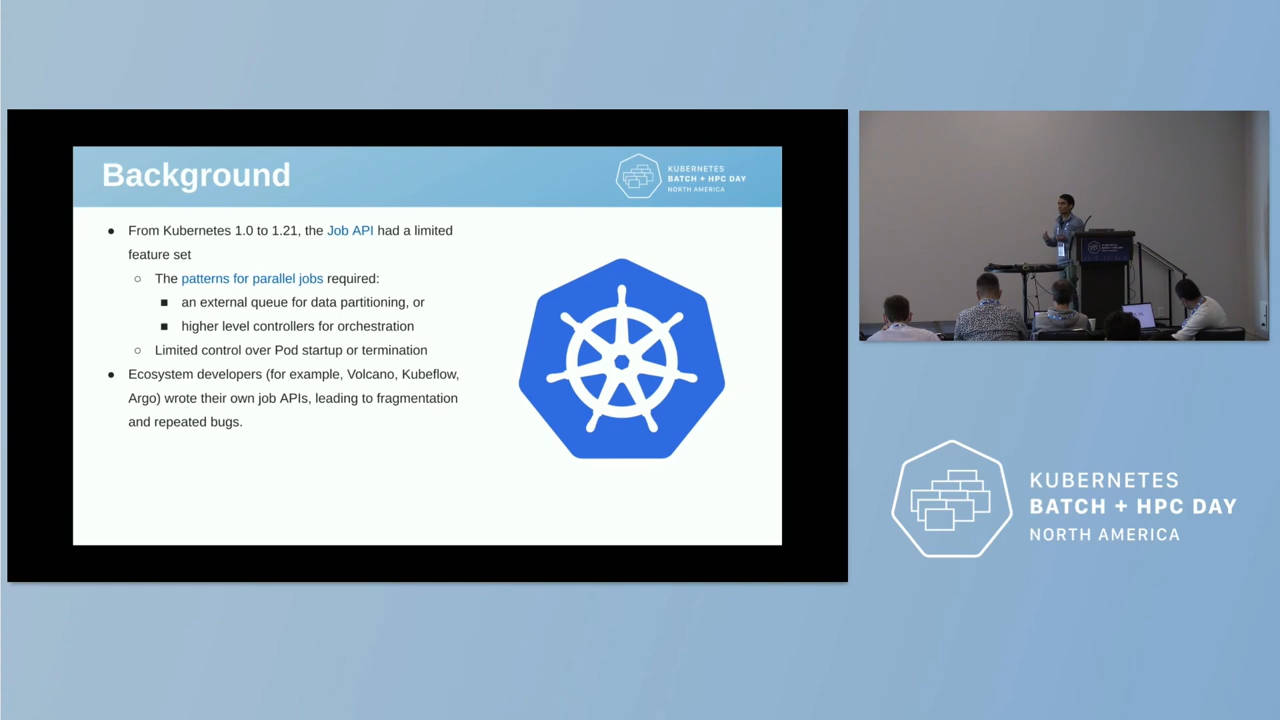 Background
KUBERNETES
BATCH + HPC DAY
NORTH AMERICA
● From Kubernetes 1.0 to 1.21, the Job API had a limited
feature set
○ The patterns for parallel jobs required:
■ an external queue for data partitioning, or
■ higher level controllers for orchestration
○ Limited control over Pod startup or termination
● Ecosystem developers (for example, Volcano, Kubeflow,
Argo) wrote their own job APIs, leading to fragmentation
and repeated bugs.
KUBERNETES
BATCH + HPC DAY
NORTH AMERICA